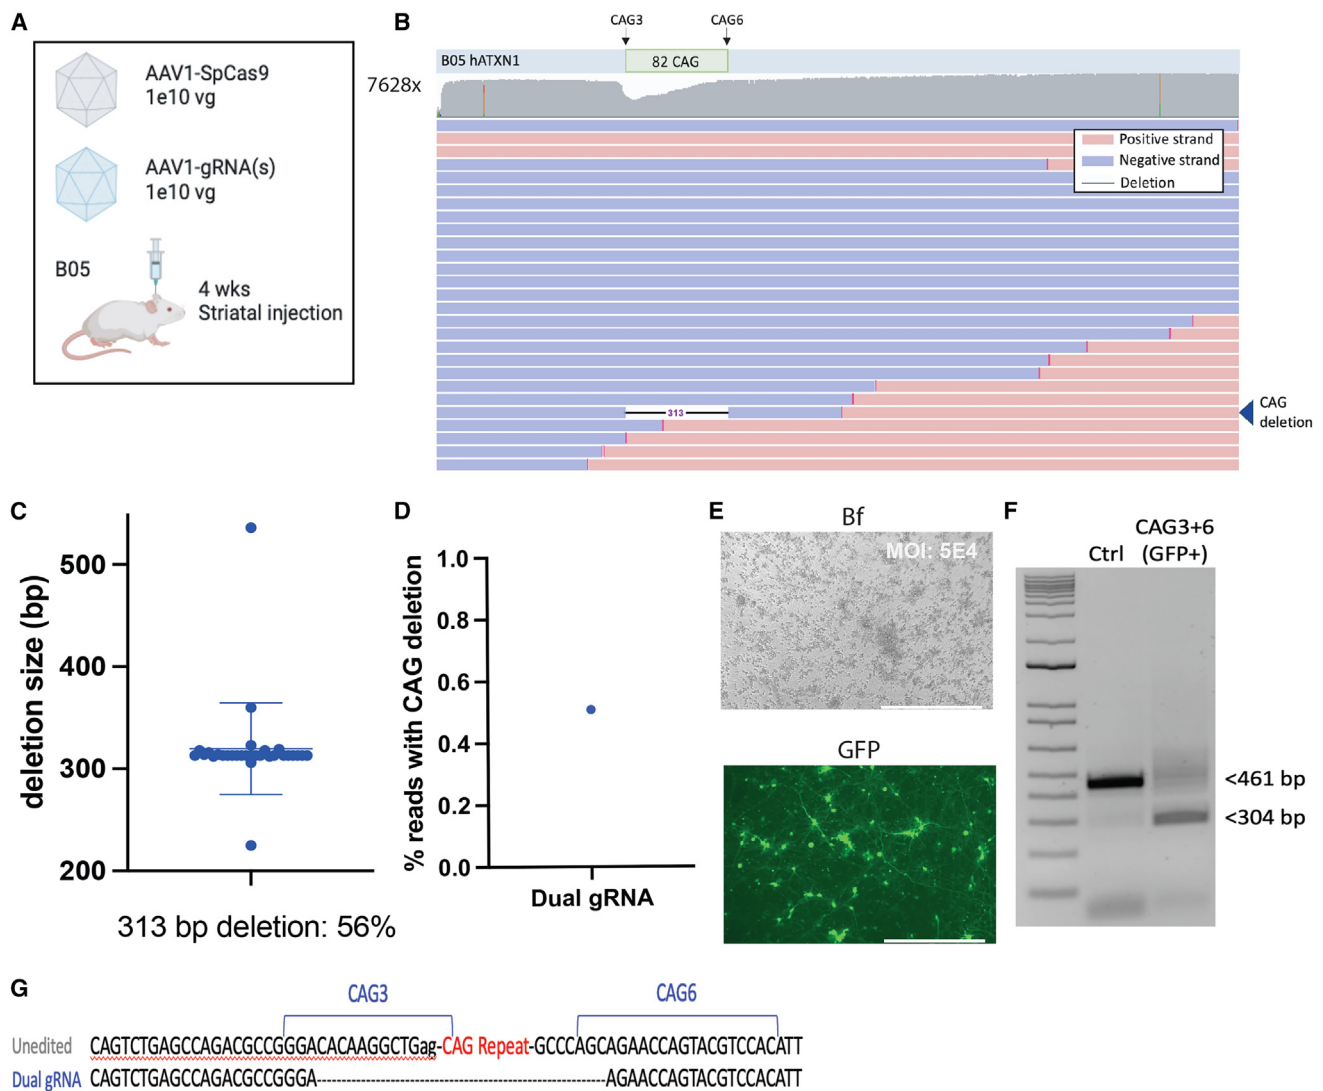 A
AAV1-SpCas9
1e10 vg
AAV1-gRNA(s)
1e10 vg
B05
4 wks
Striatal injection
B
CAG3
CAG6
B05 hATXN1
82 CAG
7628x
Positive strand
Negative strand
Deletion
313
CAG
deletion
C
deletion size (bp)
500
400
300
200
313 bp deletion: 56%
D
% reads with CAG deletion
1.0
0.8
0.6
0.4
0.2
0.0
Dual gRNA
E
Bf
MOI: 5E4
GFP
F
CAG3+6
Ctrl (GFP+)
<461 bp
<304 bp
G
CAG3 CAG6
Unedited CAGTCTGAGCCAGACGCCGGGACACAAGGCTGag-CAG Repeat-GCCCAGCAGAACCAGTACGTCCACATT
Dual gRNA CAGTCTGAGCCAGACGCCGGGA--------------------------------------------AGAACCAGTACGTCCACATT